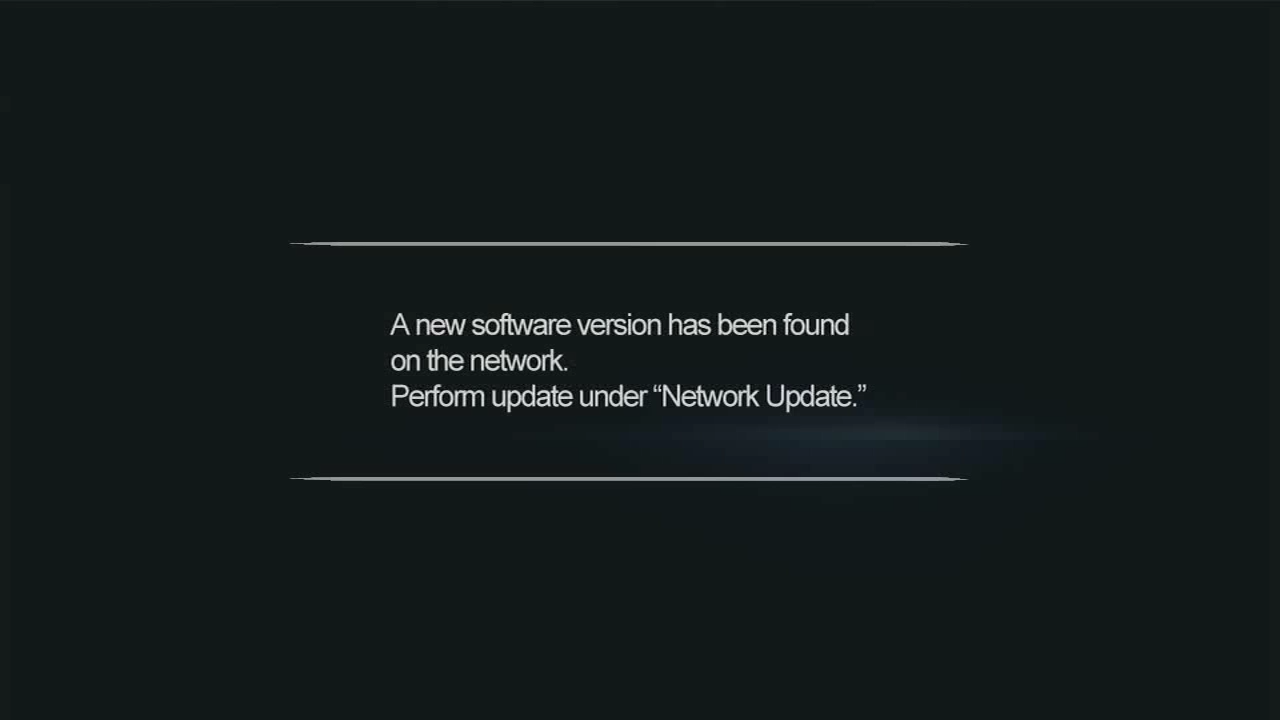 A new software version has been found
on the network.
Perform update under “Network Update.”